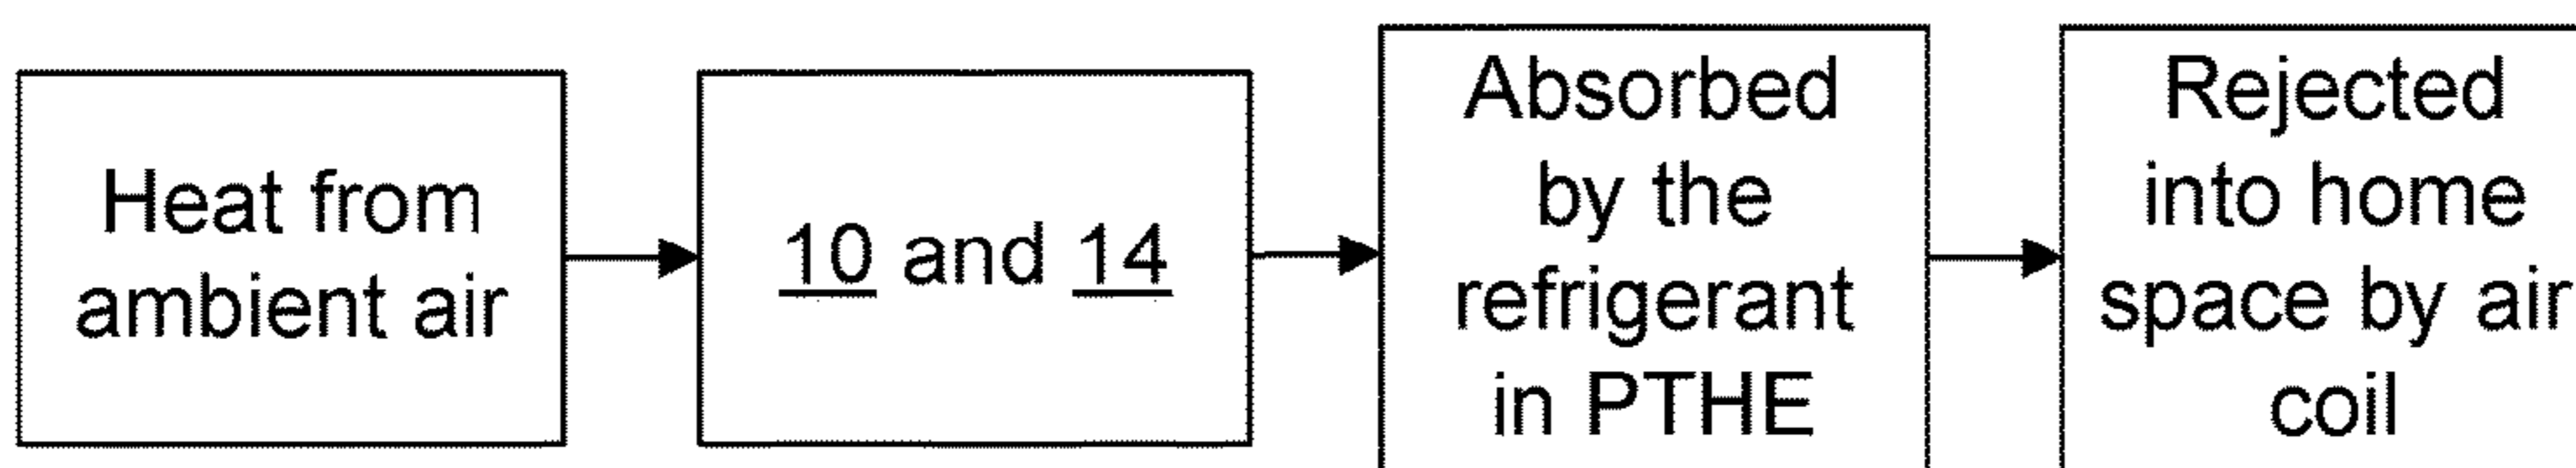 Heat from
ambient air
10 and 14
Absorbed
by the
refrigerant
in PTHE
Rejected
into home
space by air
coil